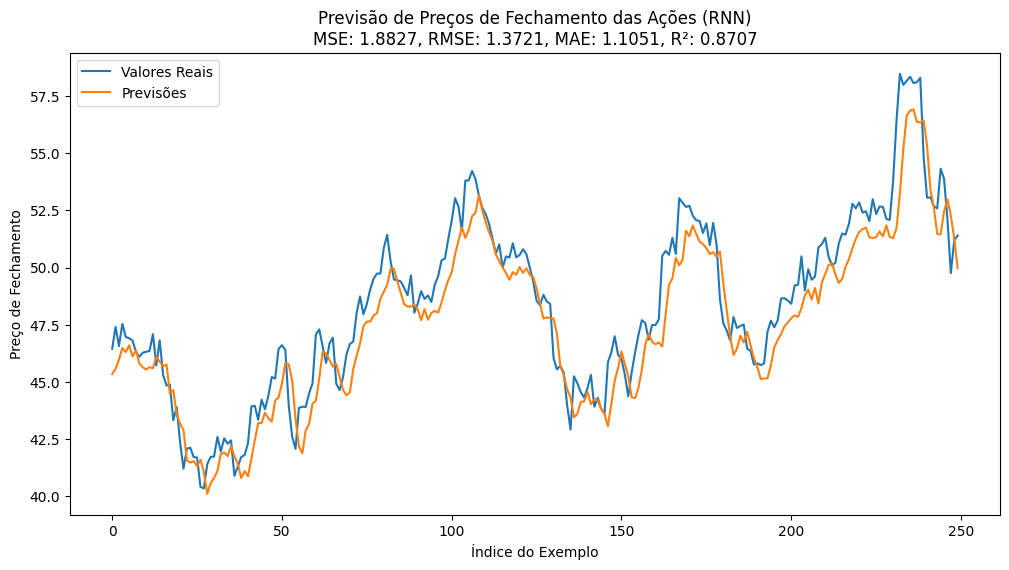 Previsão de Preços de Fechamento das Ações (RNN)
MSE: 1.8827, RMSE: 1.3721, MAE: 1.1051, R²: 0.8707
Valores Reais
Previsões
Preço de Fechamento
57.5
55.0
52.5
50.0
47.5
45.0
42.5
40.0
0
50
100
150
200
250
Índice do Exemplo